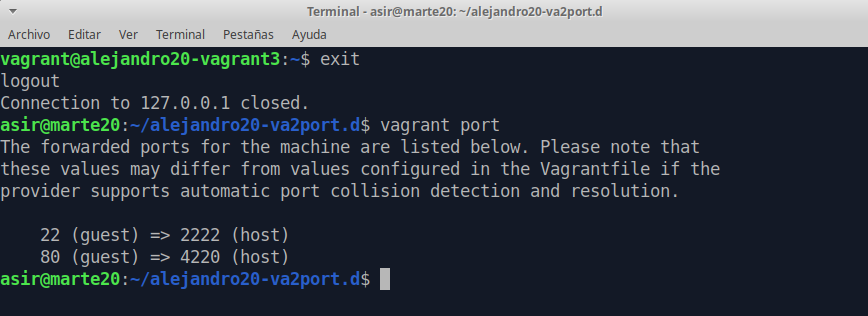 Terminal - asir@marte20: ~/alejandro20-va2port.d
Archivo Editar Ver Terminal Pestañas Ayuda
vagrant@alejandro20-vagrant3:~$ exit
logout
Connection to 127.0.0.1 closed.
asir@marte20:~/alejandro20-va2port.d$ vagrant port
The forwarded ports for the machine are listed below. Please note that
these values may differ from values configured in the Vagrantfile if the
provider supports automatic port collision detection and resolution.
22 (guest) => 2222 (host)
80 (guest) => 4220 (host)
asir@marte20:~/alejandro20-va2port.d$